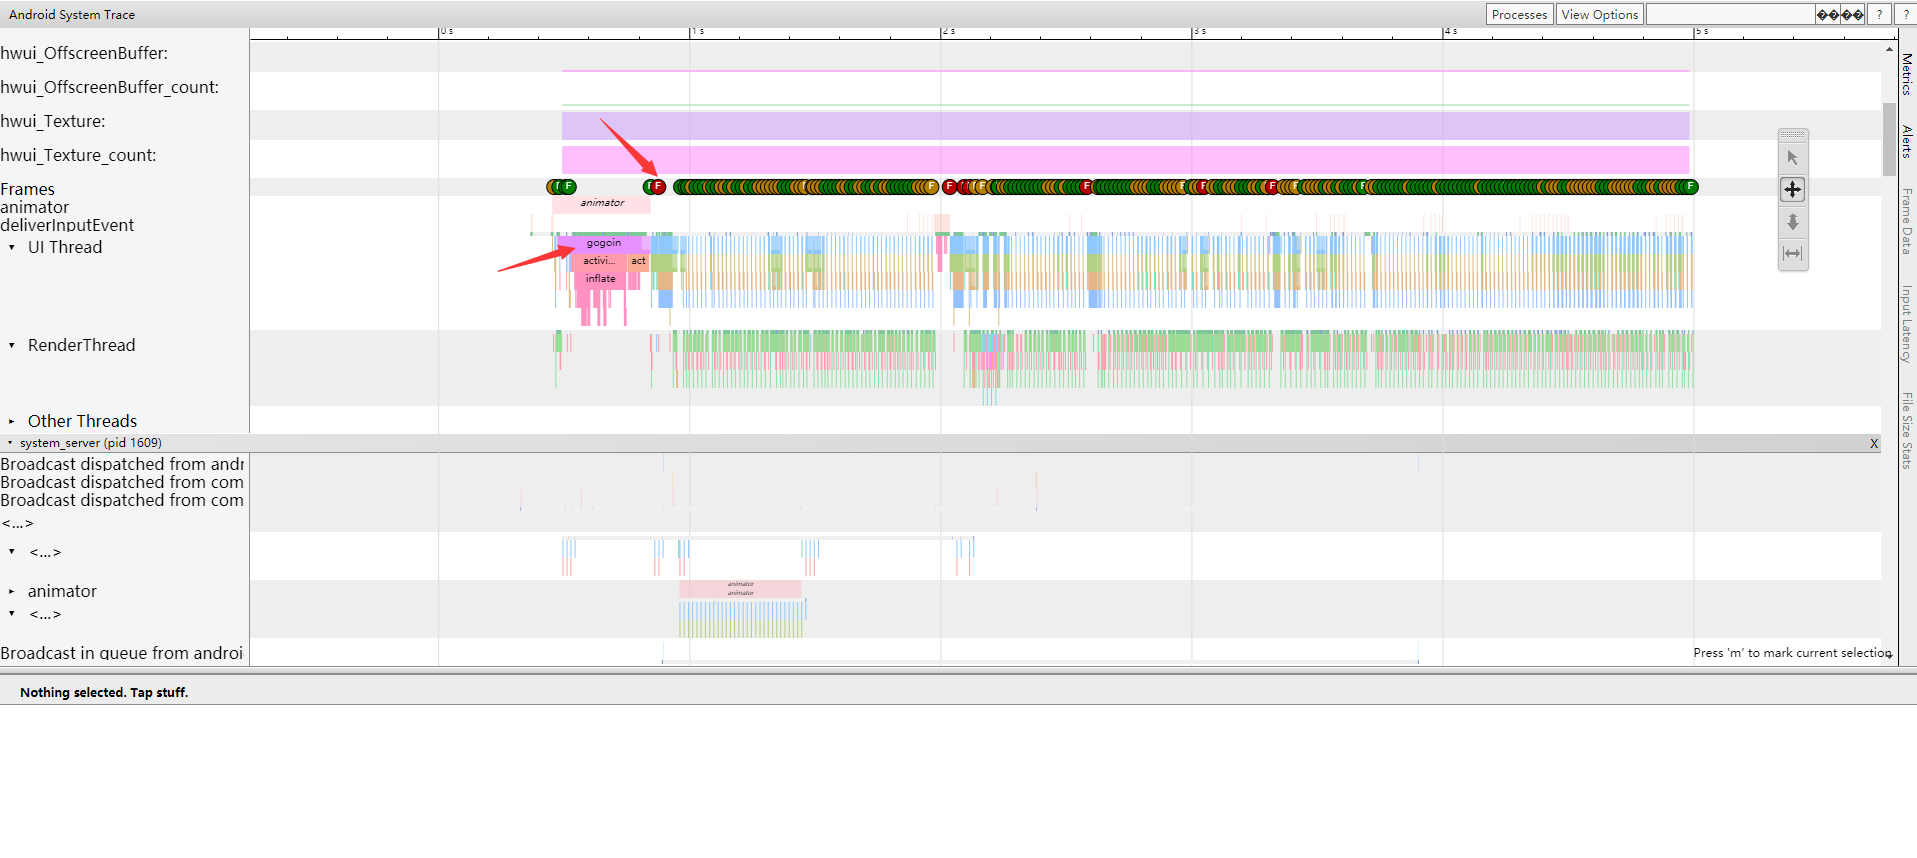 Android System Trace
Processes
View Options
?
?
0 s
1 s
2 s
3 s
4 s
5 s
hwui_OffscreenBuffer:
hwui_OffscreenBuffer_count:
hwui_Texture:
hwui_Texture_count:
Frames
F
F
F
F
F
F
F
F
F
animator
animator
deliverInputEvent
UI Thread
gogoin
activi...
act
inflate
RenderThread
Other Threads
system_server (pid 1609)
X
Broadcast dispatched from andr
Broadcast dispatched from com
Broadcast dispatched from com
<...>
<...>
animator
animator
animator
<...>
Broadcast in queue from androi
Press 'm' to mark current selection
Nothing selected. Tap stuff.
Metrics
Alerts
Frame Data
Input Latency
File Size Stats